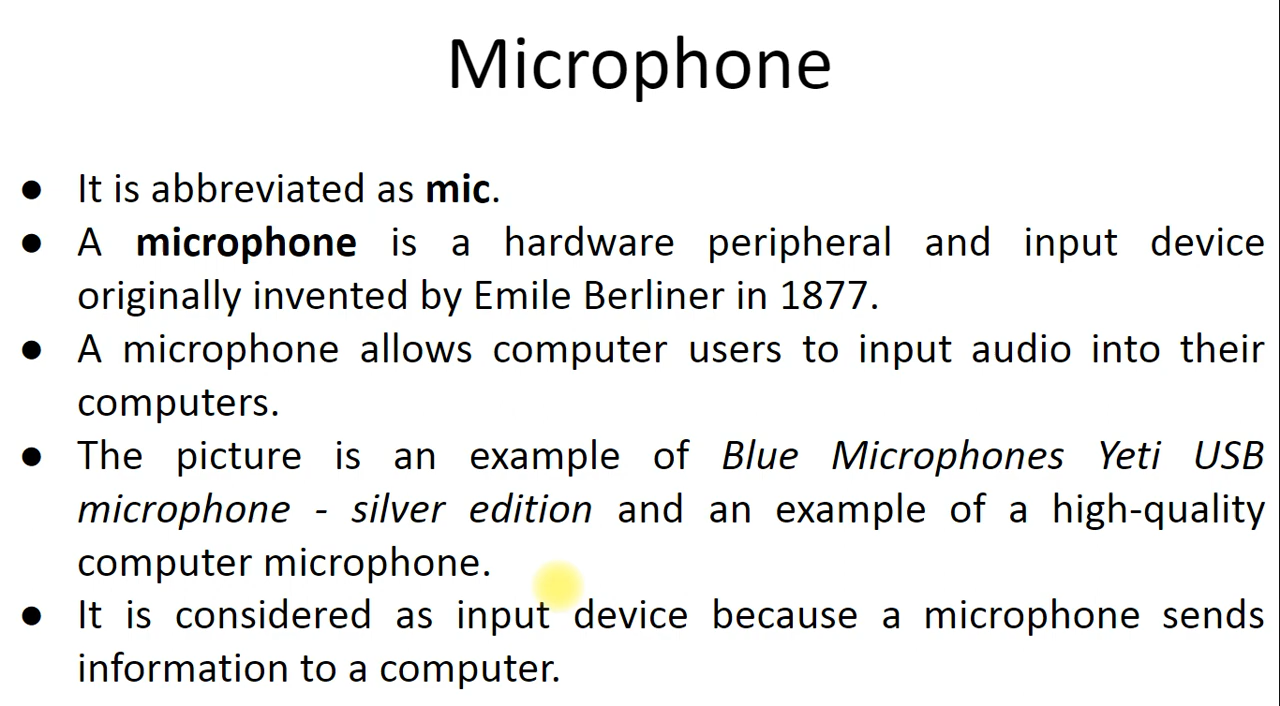 Microphone
● It is abbreviated as mic.
● A microphone is a hardware peripheral and input device
originally invented by Emile Berliner in 1877.
● A microphone allows computer users to input audio into their
computers.
● The picture is an example of Blue Microphones Yeti USB
microphone - silver edition and an example of a high-quality
computer microphone.
● It is considered as input device because a microphone sends
information to a computer.